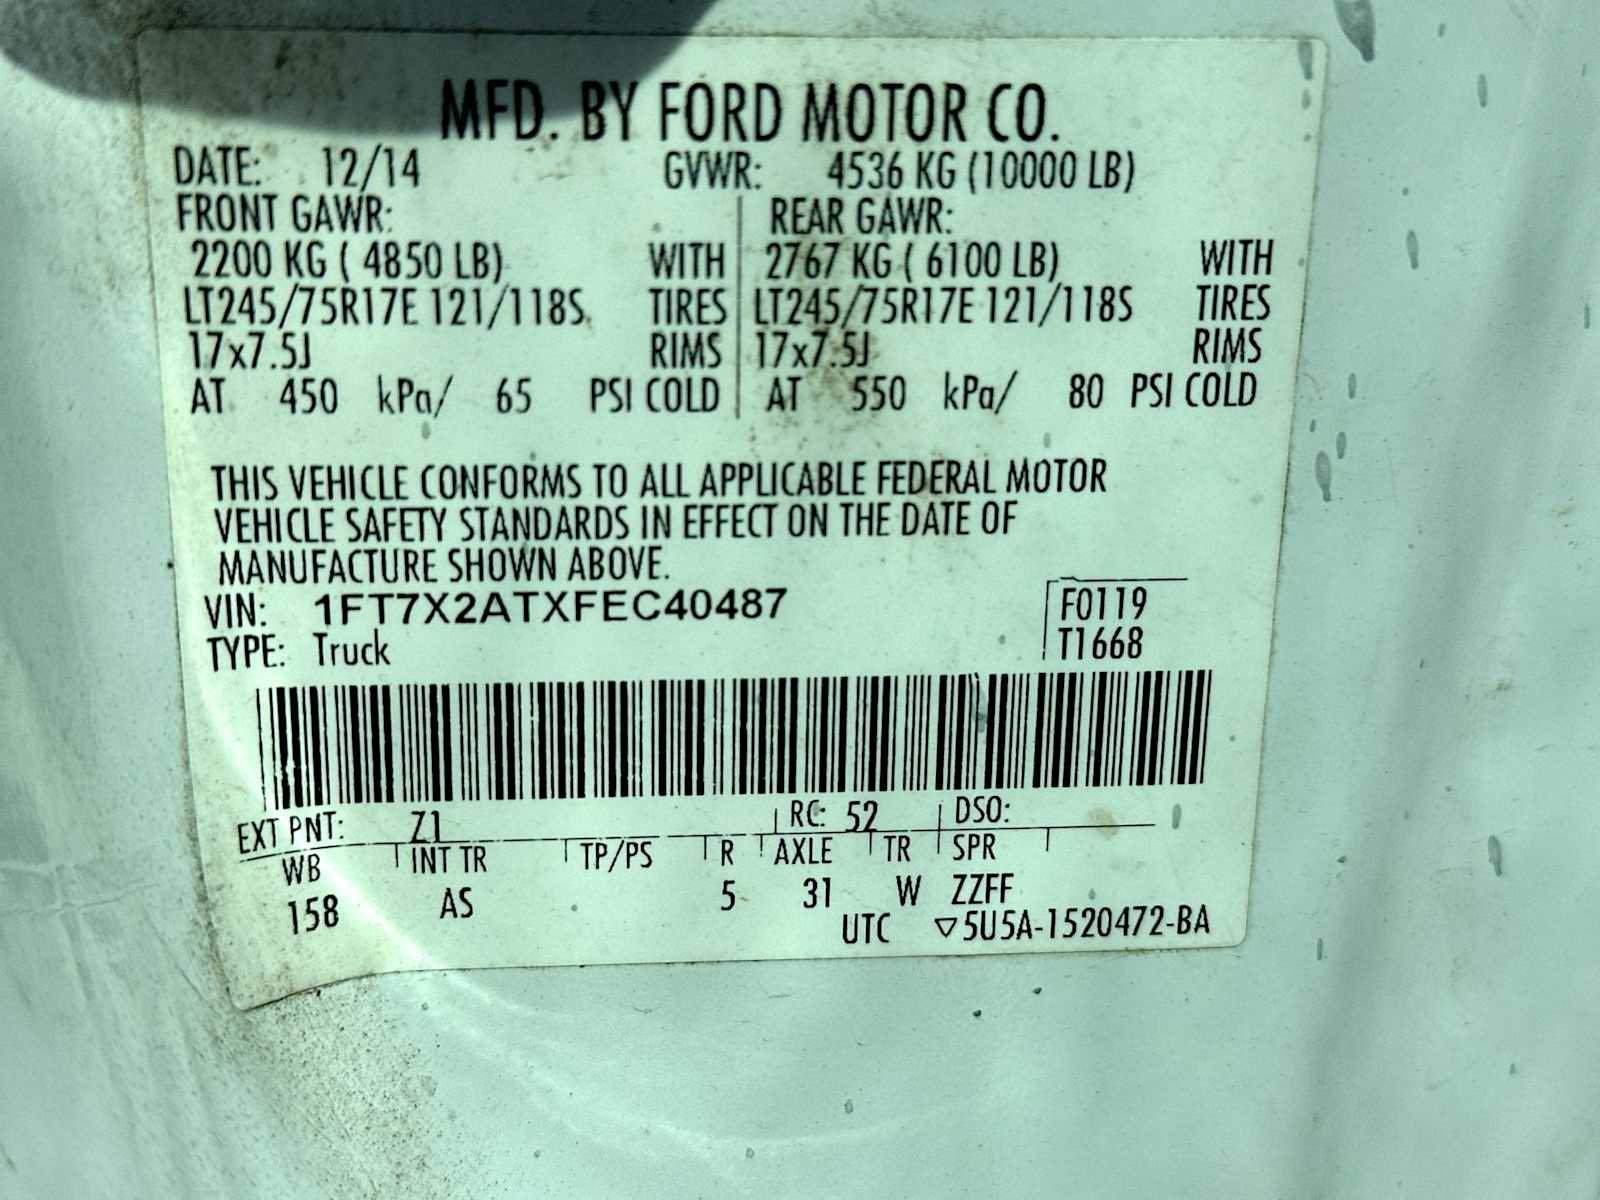 MFD. BY FORD MOTOR CO.
DATE: 12/14 GVWR: 4536 KG (10000 LB)
FRONT GAWR: REAR GAWR:
2200 KG ( 4850 LB) WITH 2767 KG ( 6100 LB) WITH
LT245/75R17E 121/118S TIRES LT245/75R17E 121/118S TIRES
17x7.5J RIMS 17x7.5J RIMS
AT 450 kPa/ 65 PSI COLD AT 550 kPa/ 80 PSI COLD
THIS VEHICLE CONFORMS TO ALL APPLICABLE FEDERAL MOTOR
VEHICLE SAFETY STANDARDS IN EFFECT ON THE DATE OF
MANUFACTURE SHOWN ABOVE.
VIN: 1FT7X2ATXFEC40487 F0119
TYPE: Truck T1668
EXT PNT: Z1 RC: 52 DSO:
WB INT TR TP/PS R AXLE TR SPR
158 AS 5 31 W ZZFF
UTC ▽5U5A-1520472-BA